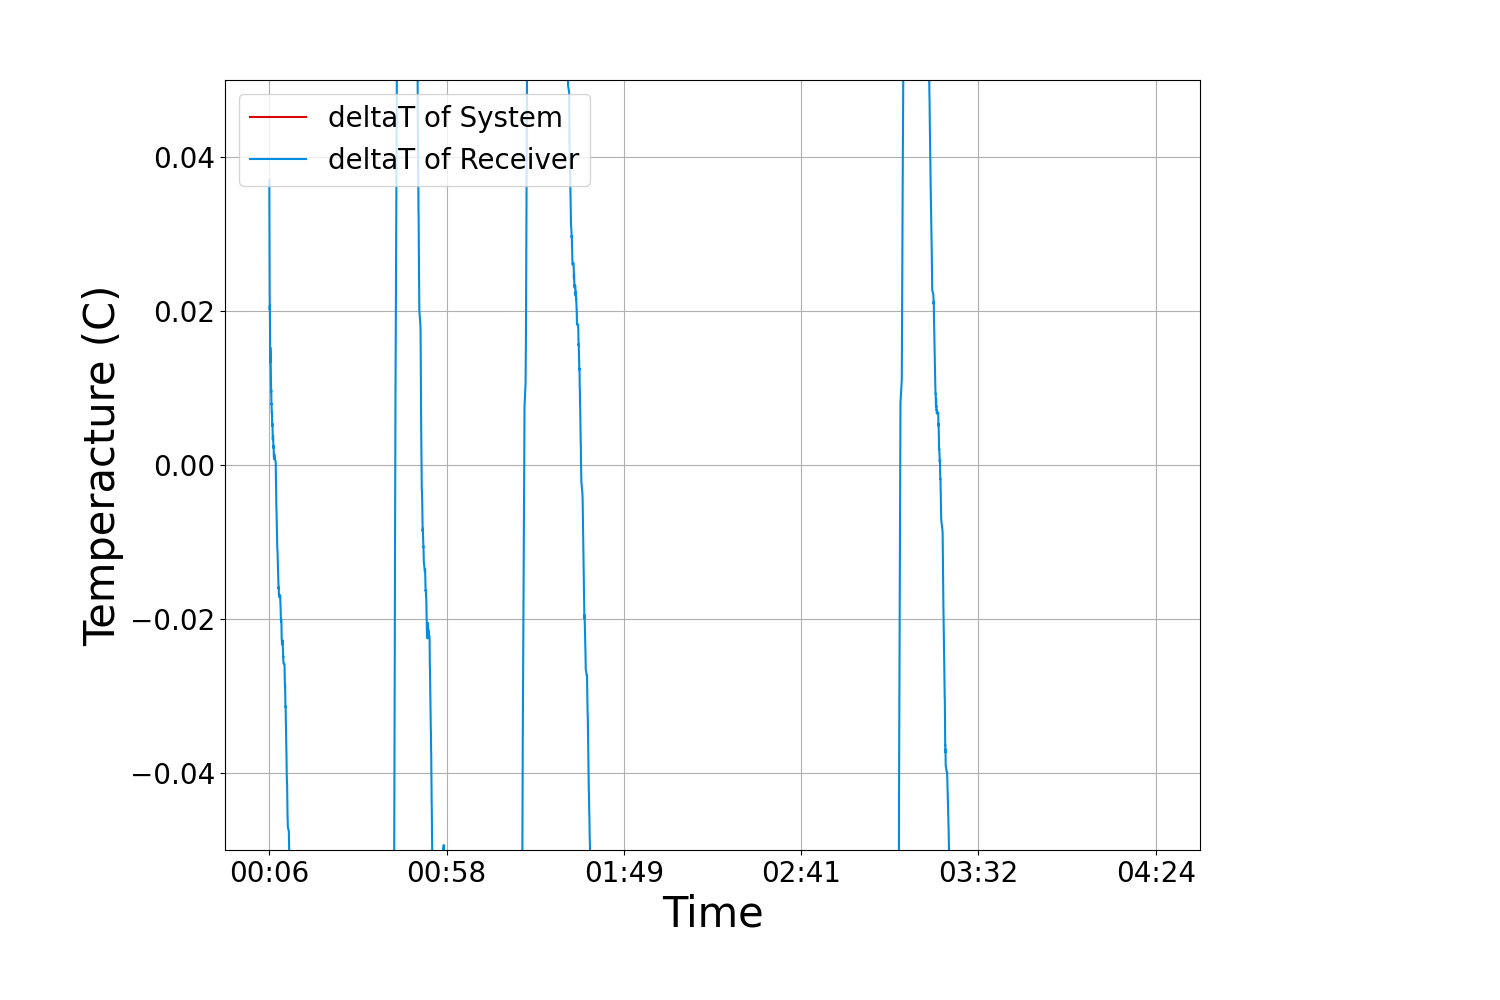 deltaT of System
deltaT of Receiver
0.04
0.02
0.00
−0.02
−0.04
Temperacture (C)
00:06 00:58 01:49 02:41 03:32 04:24
Time